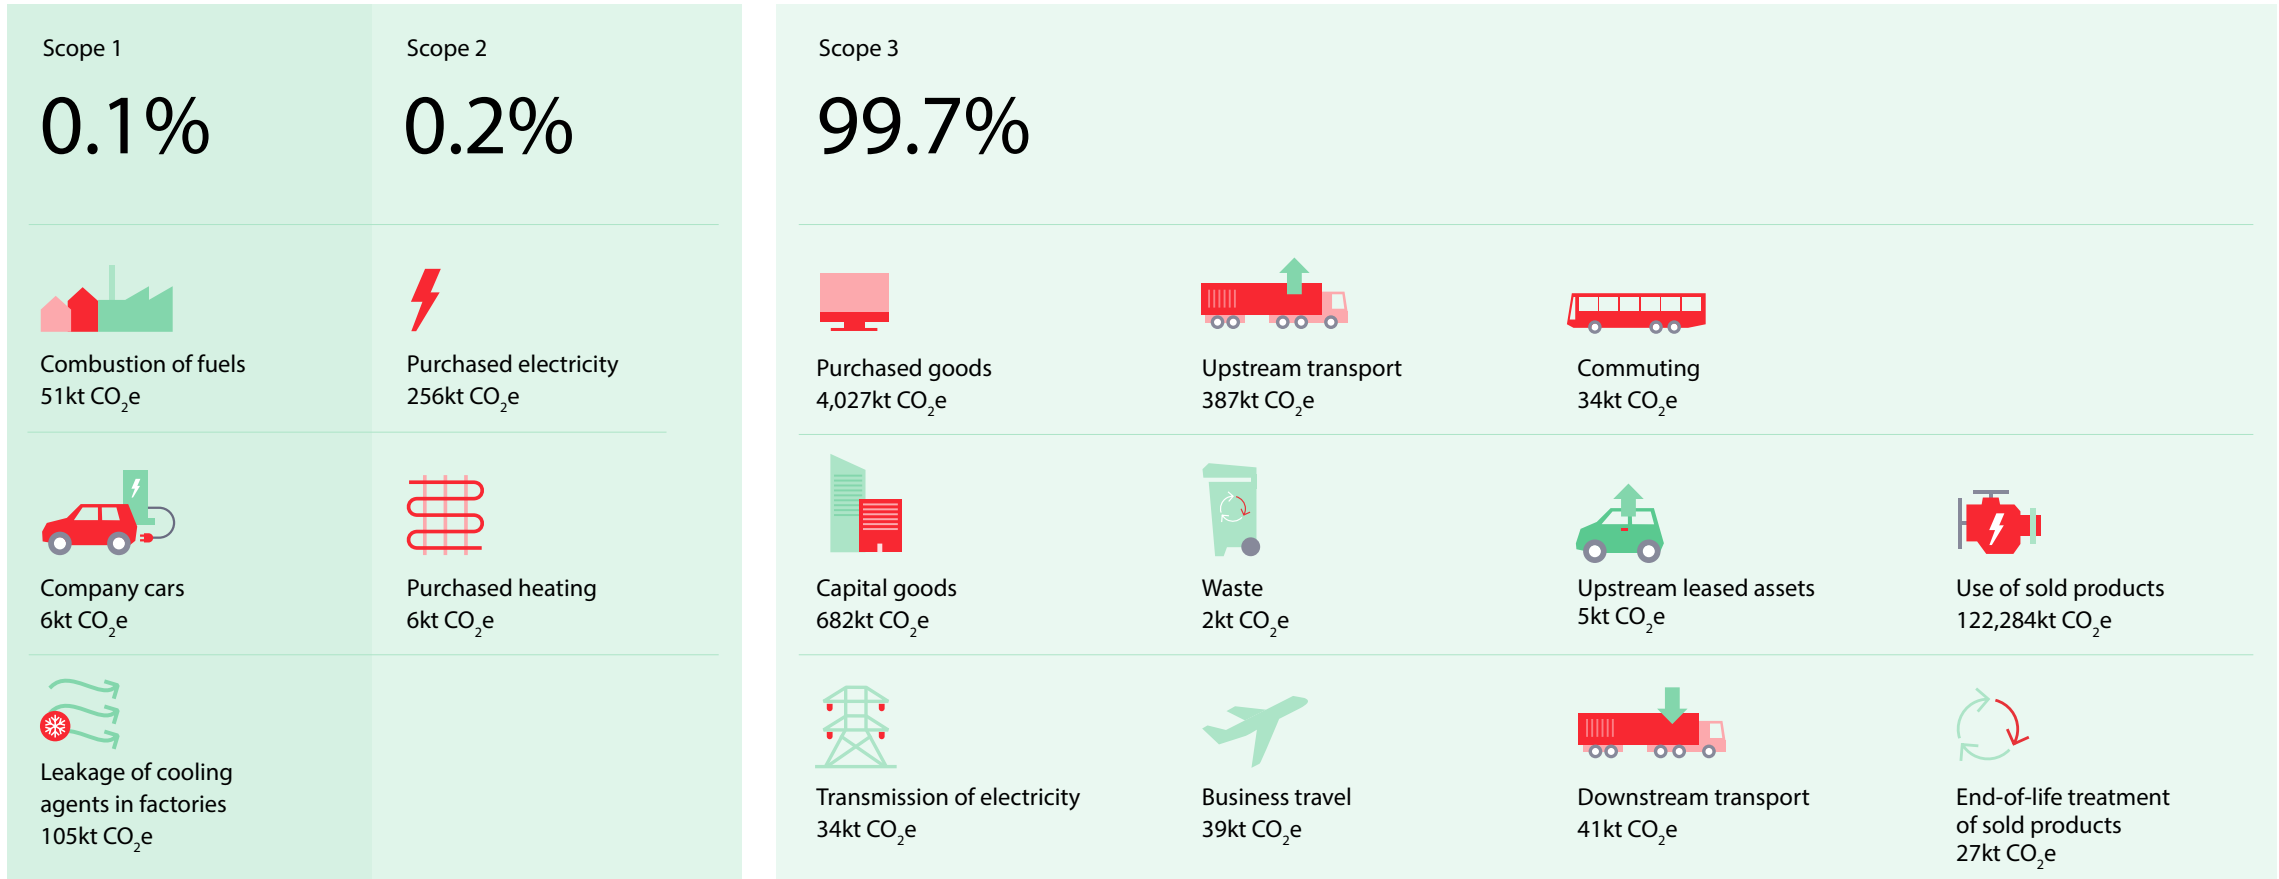 Scope 1
0.1%
Combustion of fuels
51kt CO₂e
Company cars
6kt CO₂e
Leakage of cooling
agents in factories
105kt CO₂e
Scope 2
0.2%
Purchased electricity
256kt CO₂e
Purchased heating
6kt CO₂e
Scope 3
99.7%
Purchased goods
4,027kt CO₂e
Upstream transport
387kt CO₂e
Commuting
34kt CO₂e
Capital goods
682kt CO₂e
Waste
2kt CO₂e
Upstream leased assets
5kt CO₂e
Use of sold products
122,284kt CO₂e
Transmission of electricity
34kt CO₂e
Business travel
39kt CO₂e
Downstream transport
41kt CO₂e
End-of-life treatment
of sold products
27kt CO₂e